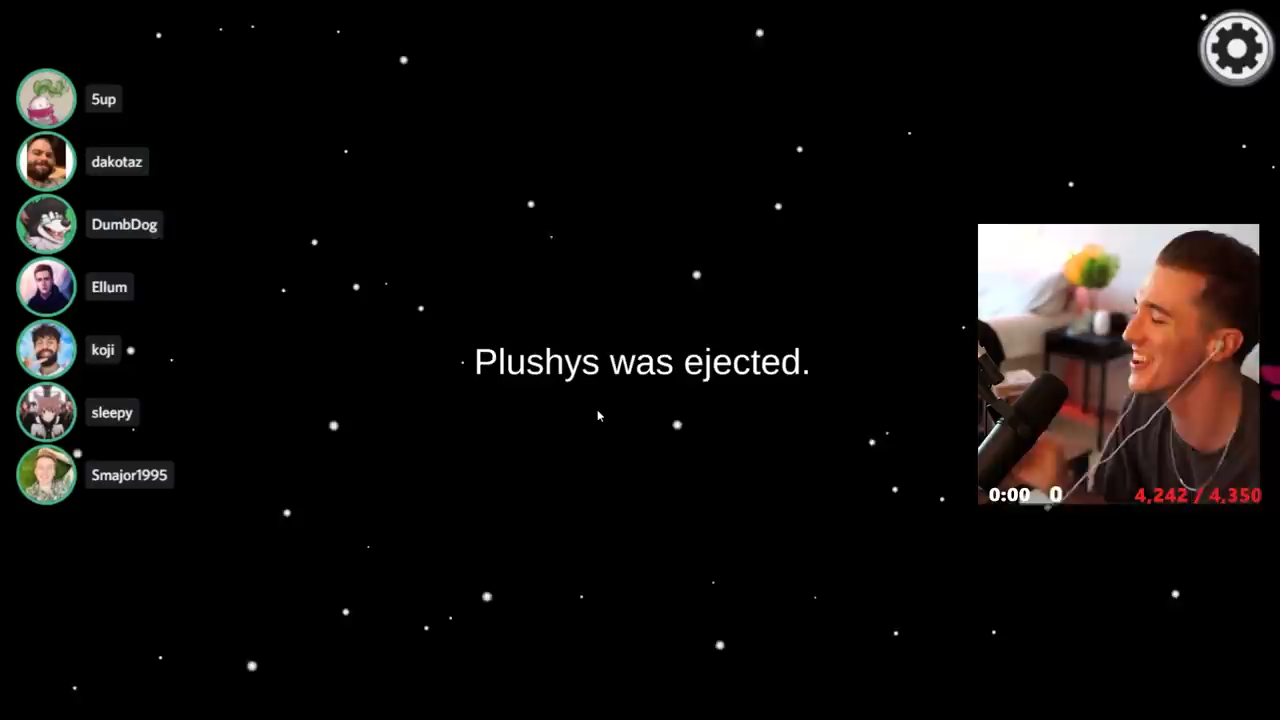 5up
dakotaz
DumbDog
Ellum
koji
sleepy
Smajor1995
Plushys was ejected.
0:00 0 4,242 / 4,350